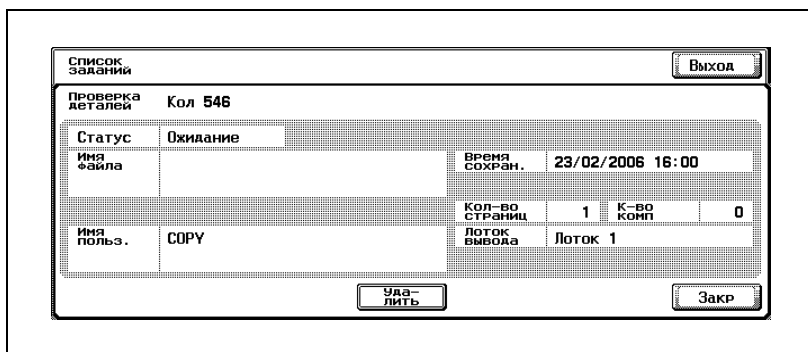 Список
заданий
Выход
Проверка
деталей
Кол 546
Статус
Ожидание
Имя
файла
Время
сохран.
23/02/2006 16:00
Кол-во
страниц
1
К-во
комп
0
Имя
польз.
COPY
Лоток
вывода
Лоток 1
Уда-
лить
Закр